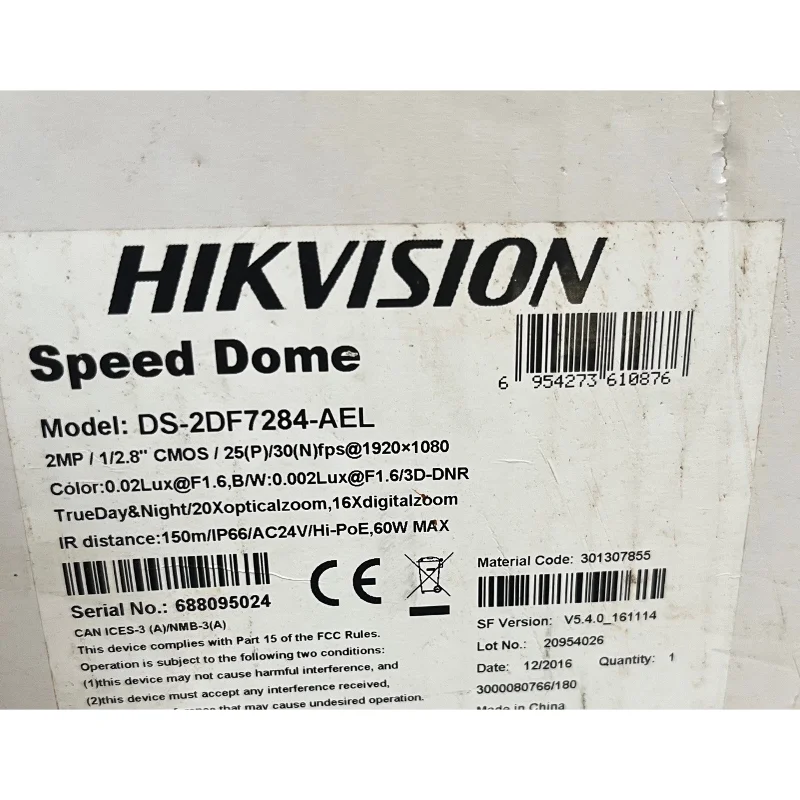 HIKVISION
Speed Dome
6 954273 610876
Model: DS-2DF7284-AEL
2MP / 1/2.8" CMOS / 25(P)/30(N)fps@1920×1080
Color:0.02Lux@F1.6,B/W:0.002Lux@F1.6/3D-DNR
TrueDay&Night/20Xopticalzoom,16Xdigitalzoom
IR distance:150m/IP66/AC24V/Hi-PoE,60W MAX
CE
Serial No.: 688095024
CAN ICES-3 (A)/NMB-3(A)
This device complies with Part 15 of the FCC Rules.
Operation is subject to the following two conditions:
(1)this device may not cause harmful interference, and
(2)this device must accept any interference received,
that may cause undesired operation.
Material Code: 301307855
SF Version: V5.4.0_161114
Lot No.: 20954026
Date: 12/2016 Quantity: 1
3000080766/180
Made in China